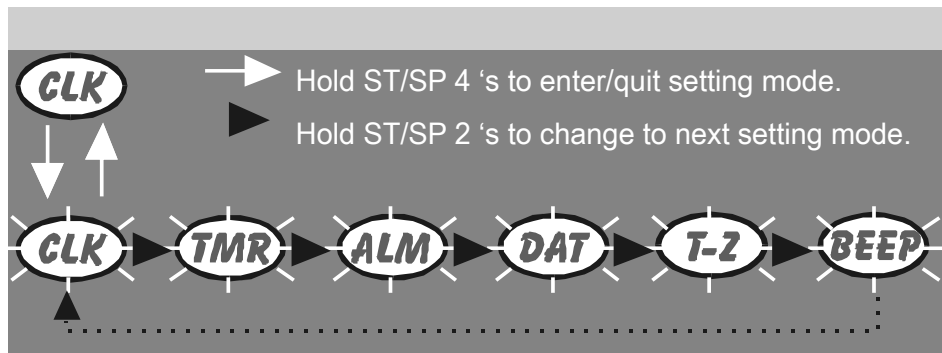 CLK
Hold ST/SP 4 ‘s to enter/quit setting mode.
Hold ST/SP 2 ‘s to change to next setting mode.
CLK TMR ALM DAT T-Z BEEP